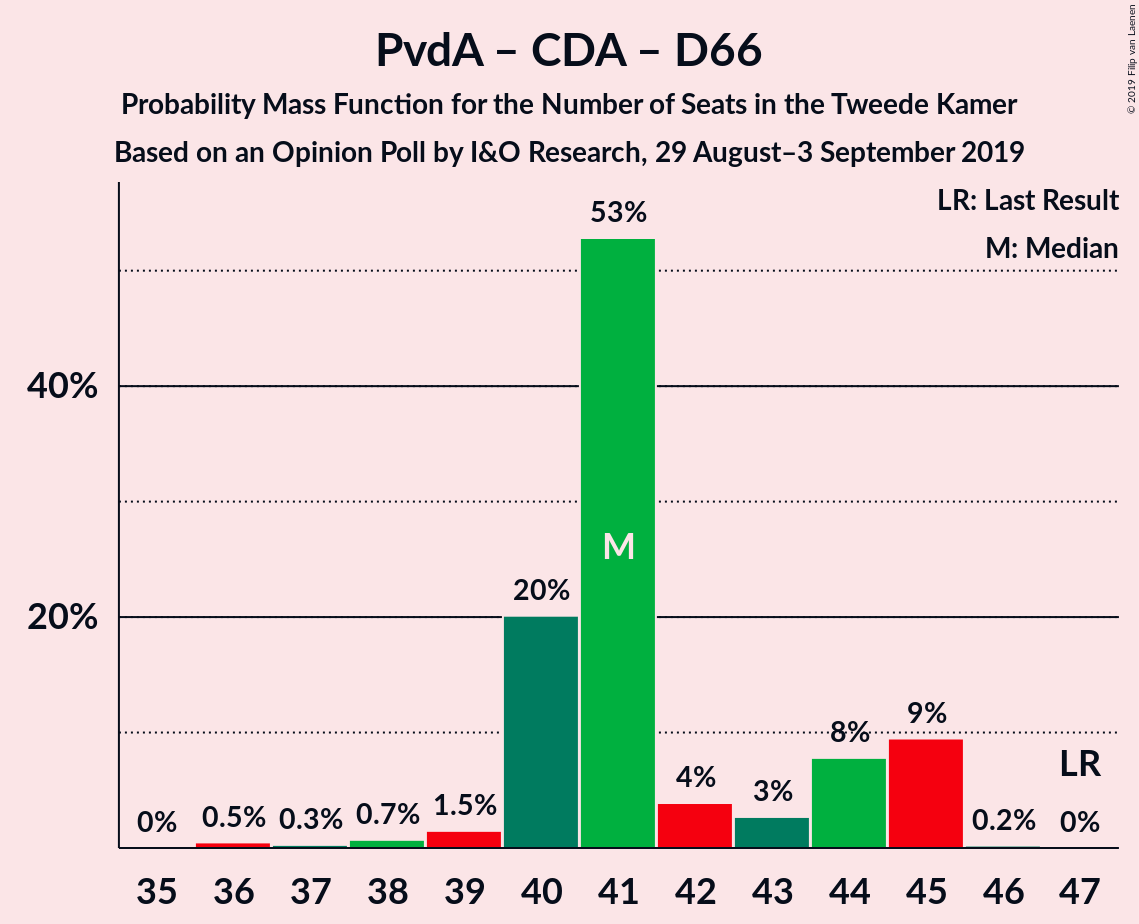 PvdA – CDA – D66
Probability Mass Function for the Number of Seats in the Tweede Kamer
Based on an Opinion Poll by I&O Research, 29 August–3 September 2019
© 2019 Filip van Laenen
LR: Last Result
M: Median
53%
40%
M
20%
20%
9%
8%
LR
4%
3%
1.5%
0.7%
0.5%
0.3%
0%
0.2%
0%
35 36 37 38 39 40 41 42 43 44 45 46 47